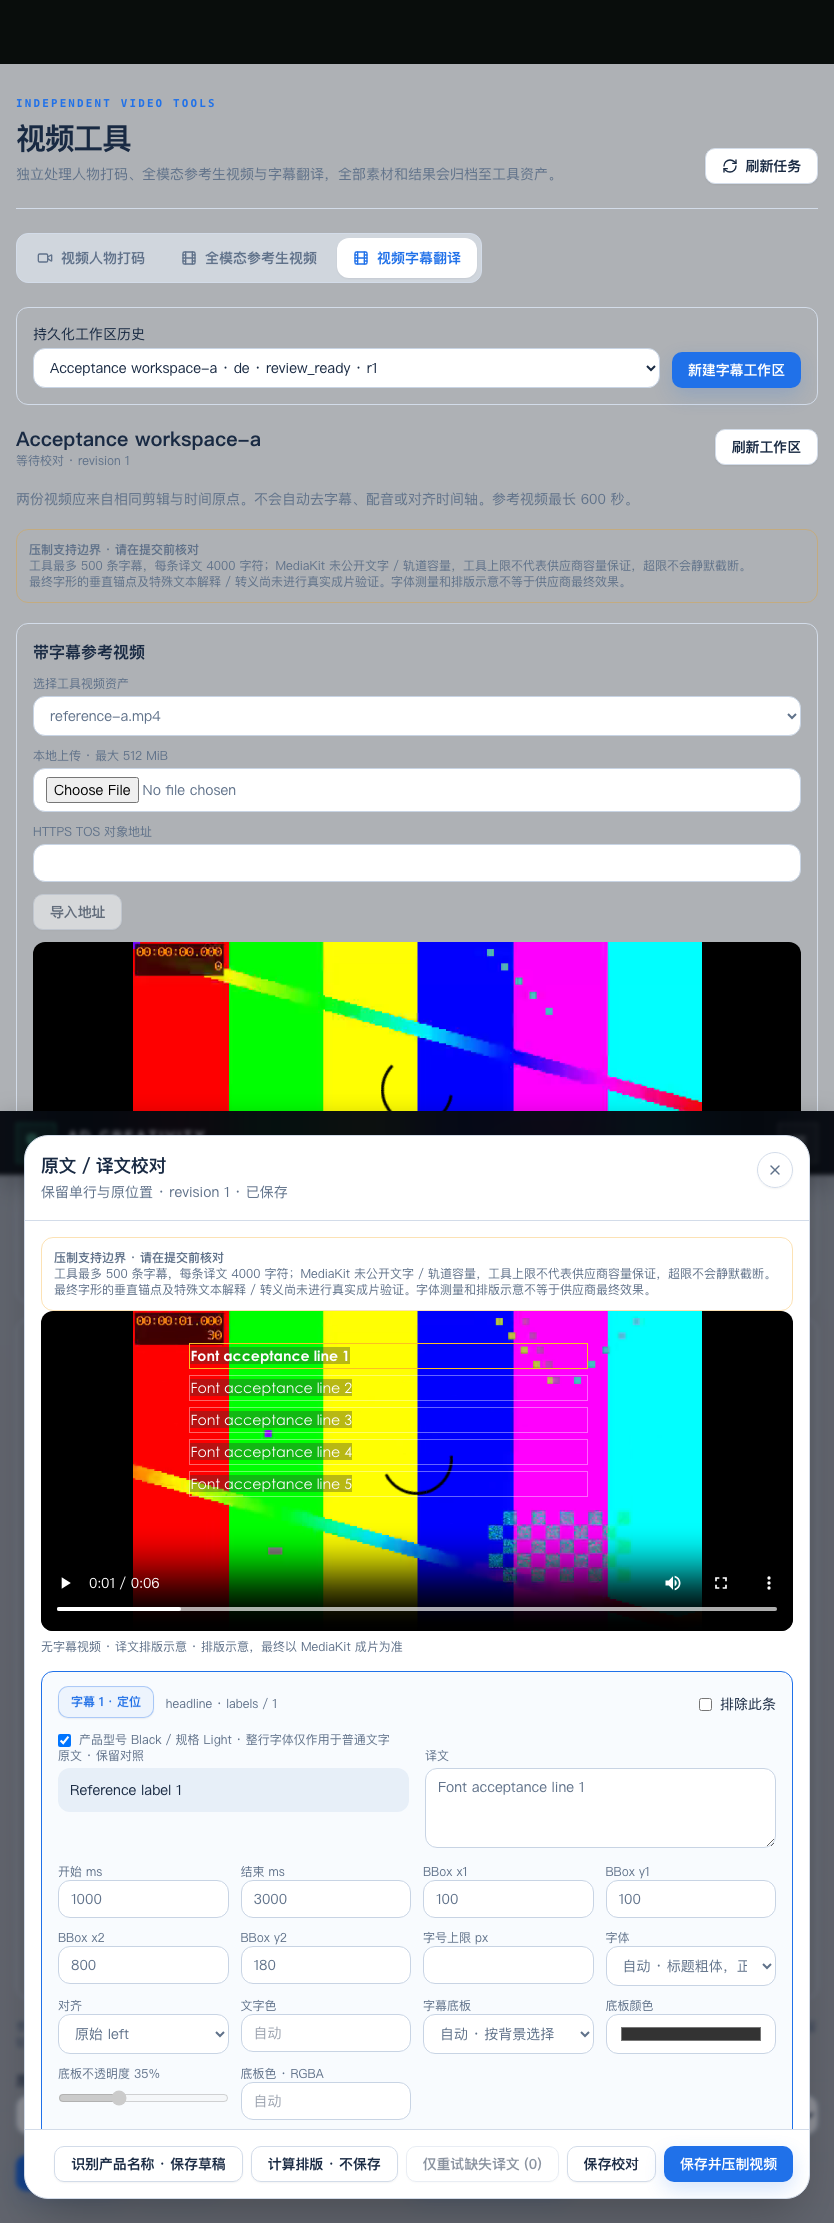 INDEPENDENT VIDEO TOOLS
视频工具
独立处理人物打码、全模态参考生视频与字幕翻译，全部素材和结果会归档至工具资产。
刷新任务
视频人物打码
全模态参考生视频
视频字幕翻译
持久化工作区历史
Acceptance workspace-a · de · review_ready · r1
新建字幕工作区
Acceptance workspace-a
等待校对 · revision 1
刷新工作区
两份视频应来自相同剪辑与时间原点。不会自动去字幕、配音或对齐时间轴。参考视频最长 600 秒。
压制支持边界 · 请在提交前核对
工具最多 500 条字幕，每条译文 4000 字符；MediaKit 未公开文字 / 轨道容量，工具上限不代表供应商容量保证，超限不会静默截断。
最终字形的垂直锚点及特殊文本解释 / 转义尚未进行真实成片验证。字体测量和排版示意不等于供应商最终效果。
带字幕参考视频
选择工具视频资产
reference-a.mp4
本地上传 · 最大 512 MiB
Choose File No file chosen
HTTPS TOS 对象地址
导入地址
00:00:00.000
0
原文 / 译文校对
保留单行与原位置 · revision 1 · 已保存
压制支持边界 · 请在提交前核对
工具最多 500 条字幕，每条译文 4000 字符；MediaKit 未公开文字 / 轨道容量，工具上限不代表供应商容量保证，超限不会静默截断。
最终字形的垂直锚点及特殊文本解释 / 转义尚未进行真实成片验证。字体测量和排版示意不等于供应商最终效果。
00:00:01.000
30
Font acceptance line 1
Font acceptance line 2
Font acceptance line 3
Font acceptance line 4
Font acceptance line 5
0:01 / 0:06
无字幕视频 · 译文排版示意 · 排版示意，最终以 MediaKit 成片为准
字幕 1 · 定位
headline · labels / 1
排除此条
产品型号 Black / 规格 Light · 整行字体仅作用于普通文字
原文 · 保留对照
译文
Reference label 1
Font acceptance line 1
开始 ms
结束 ms
BBox x1
BBox y1
1000
3000
100
100
BBox x2
BBox y2
字号上限 px
字体
800
180
自动 · 标题粗体，正
对齐
文字色
字幕底板
底板颜色
原始 left
自动
自动 · 按背景选择
底板不透明度 35%
底板色 · RGBA
自动
识别产品名称 · 保存草稿
计算排版 · 不保存
仅重试缺失译文 (0)
保存校对
保存并压制视频